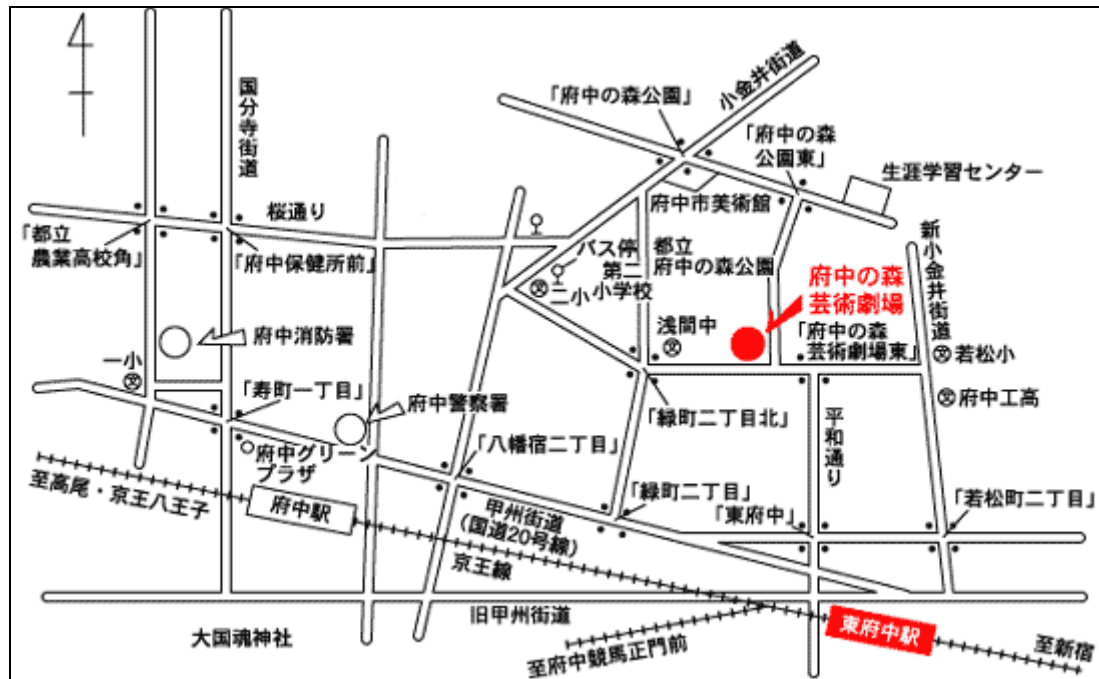 小金井街道
「府中の森公園」
「府中の森
公園東」
生涯学習センター
国分寺街道
桜通り
府中市美術館
「都立
農業高校角」
「府中保健所前」
バス停
第二
小学校
二小
都立
府中の森公園
新小金井街道
府中の森
芸術劇場
浅間中
「府中の森
芸術劇場東」
若松小
府中消防署
一小
「寿町一丁目」
府中警察署
府中工高
「緑町二丁目北」
平和通り
府中グリーン
プラザ
「八幡宿二丁目」
至高尾・京王八王子
府中駅
甲州街道
(国道20号線)
「緑町二丁目」
「東府中」
「若松町二丁目」
京王線
旧甲州街道
大国魂神社
東府中駅
至府中競馬正門前
至新宿